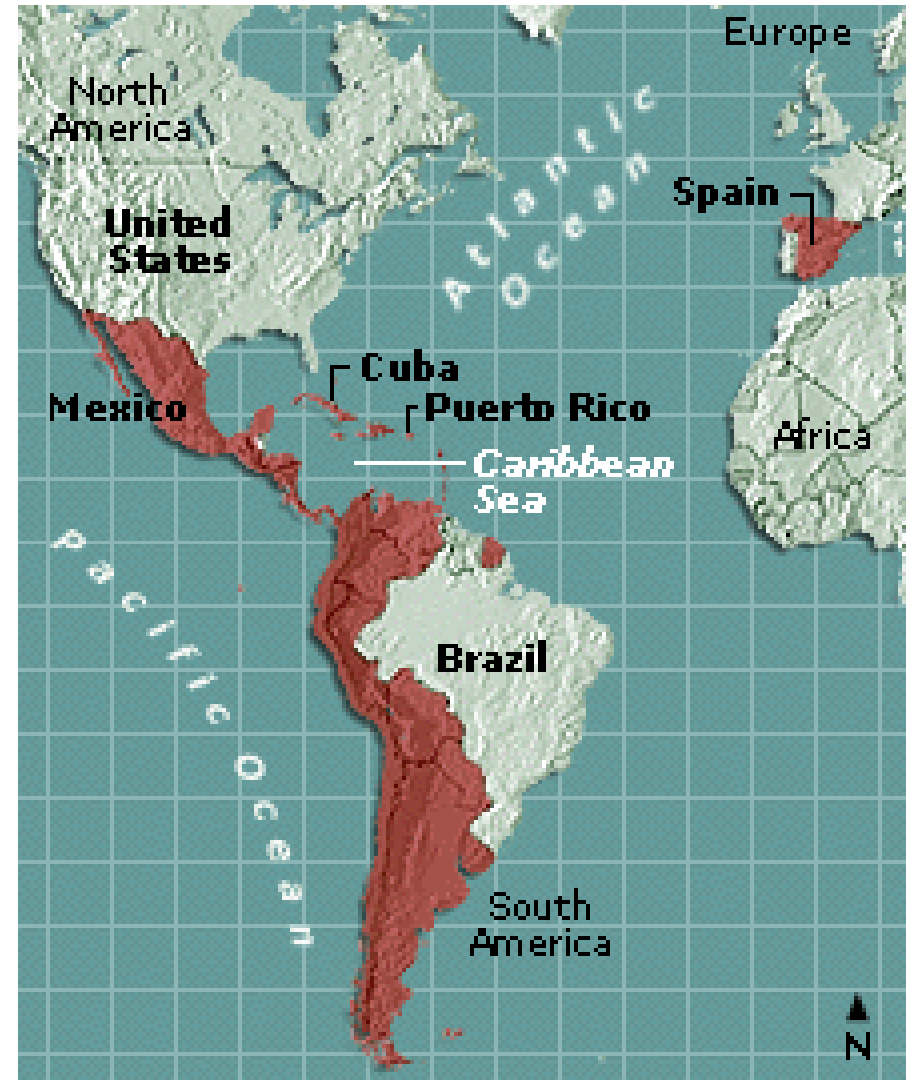 Europe
North
America
Atlantic
Ocean
Spain
United
States
Cuba
Mexico
Puerto Rico
Africa
Caribbean
Sea
Pacific Ocean
Brazil
South
America
N